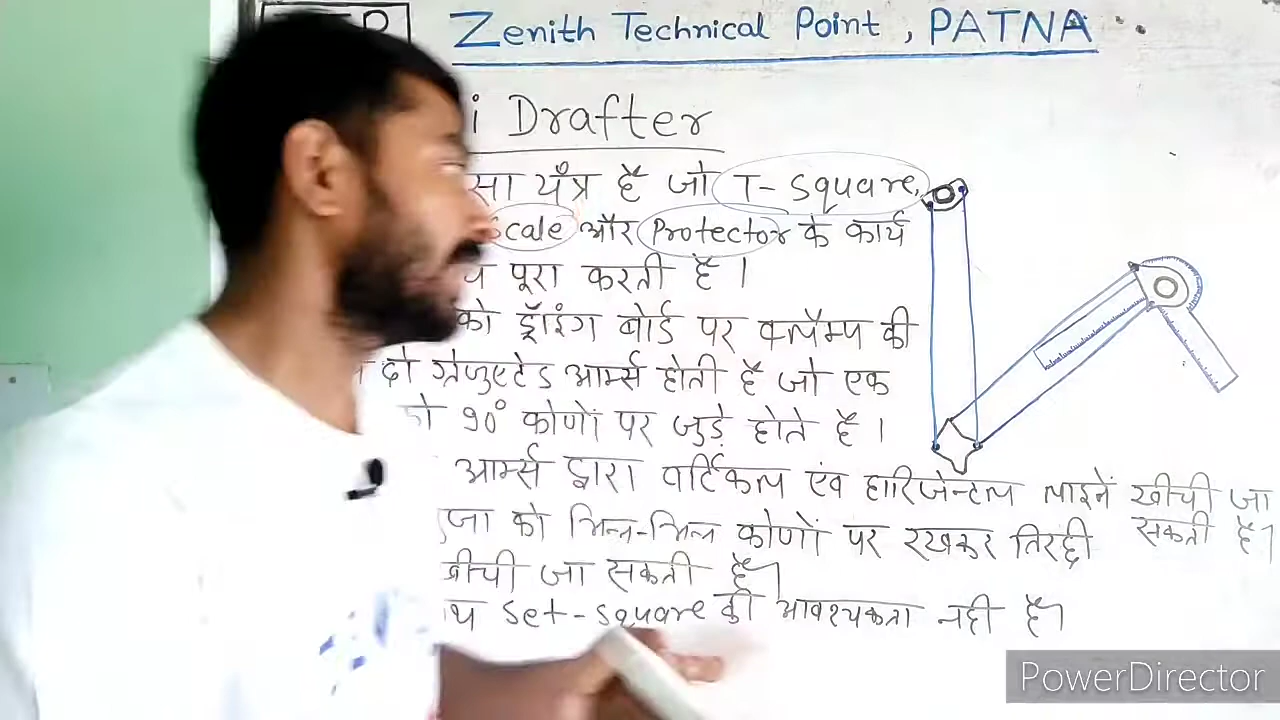 Zenith Technical Point, PATNA
i Drafter
सा यंत्र है जो T-Square,
Scale और Protector के कार्य
पूरा करती है ।
को ड्रॉइंग बोर्ड पर क्लैम्प की
दो ग्रेजुएटेड आर्म्स होती है जो एक
90° कोणों पर जुड़े होते है ।
आर्म्स द्वारा वर्टिकल एंव हारिजेन्टल लाइनें खीची जा
सकती है।
जा को भिन्न-भिन्न कोणों पर रखकर तिरछी
खीची जा सकती है।
Set-Square की आवश्यकता नही है।
PowerDirector